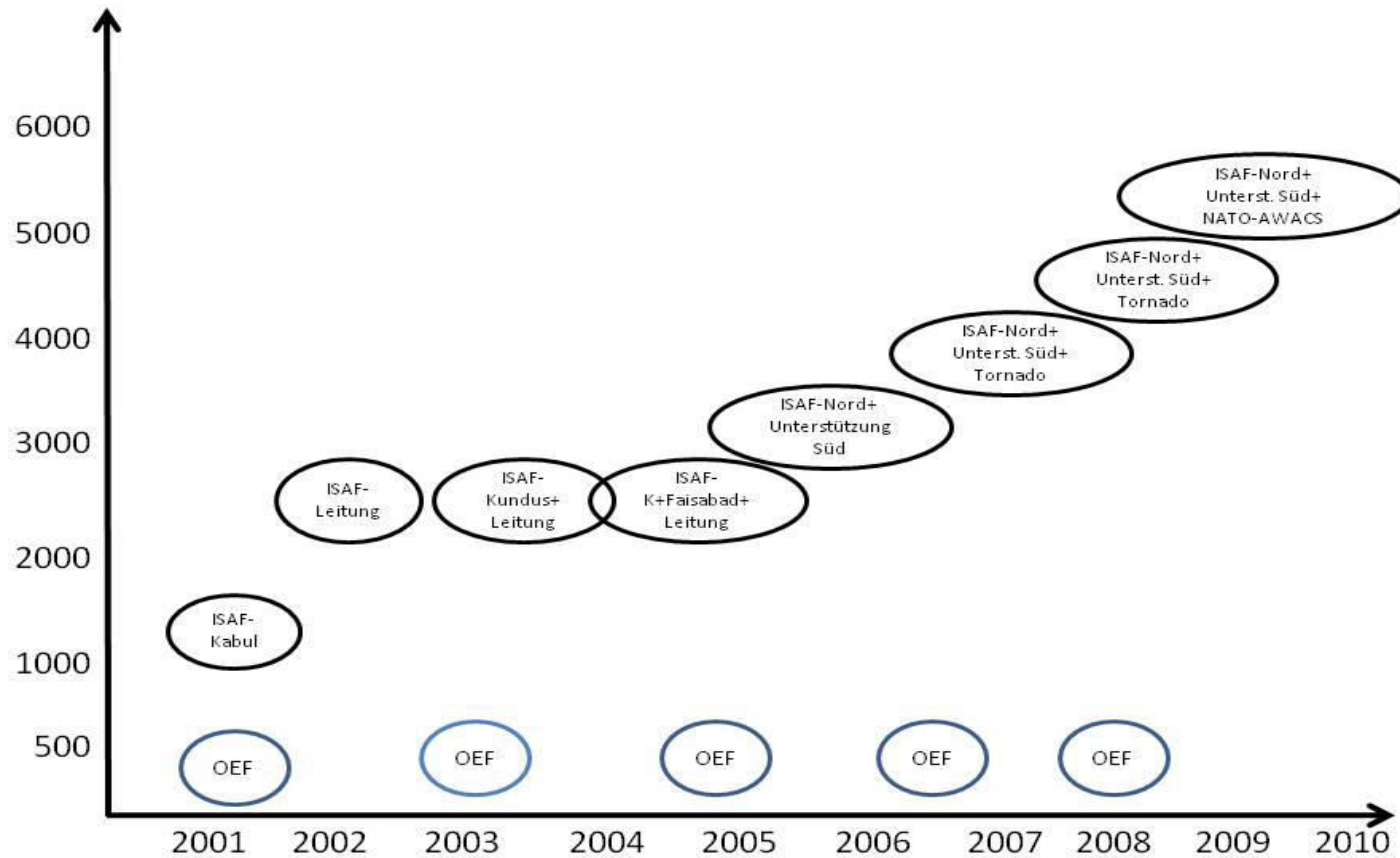 6000
5000
4000
3000
2000
1000
500
ISAF-Nord+
Unterst. Süd+
NATO-AWACS
ISAF-Nord+
Unterst. Süd+
Tornado
ISAF-Nord+
Unterst. Süd+
Tornado
ISAF-Nord+
Unterstützung
Süd
ISAF-
Leitung
ISAF-
Kundus+
Leitung
ISAF-
K+Faisabad+
Leitung
ISAF-
Kabul
OEF
OEF
OEF
OEF
OEF
2001 2002 2003 2004 2005 2006 2007 2008 2009 2010